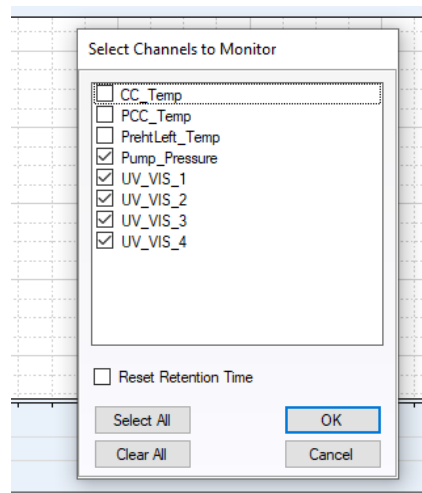 Select Channels to Monitor
CC_Temp
PCC_Temp
PrehtLeft_Temp
Pump_Pressure
UV_VIS_1
UV_VIS_2
UV_VIS_3
UV_VIS_4
Reset Retention Time
Select All
OK
Clear All
Cancel